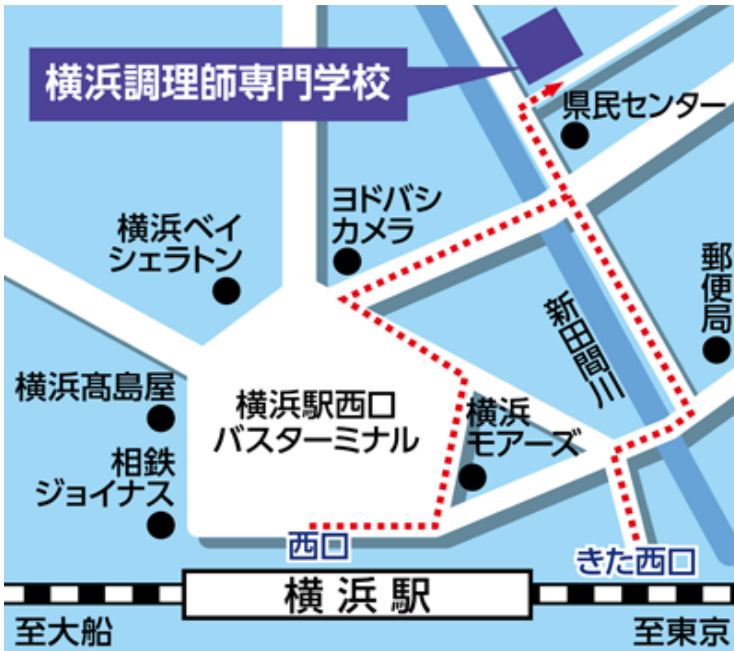 横浜調理師専門学校
県民センター
ヨドバシ
カメラ
横浜ベイ
シェラトン
郵便局
新田間川
横浜髙島屋
横浜駅西口
バスターミナル
横浜
モアーズ
相鉄
ジョイナス
西口
きた西口
横浜駅
至大船
至東京